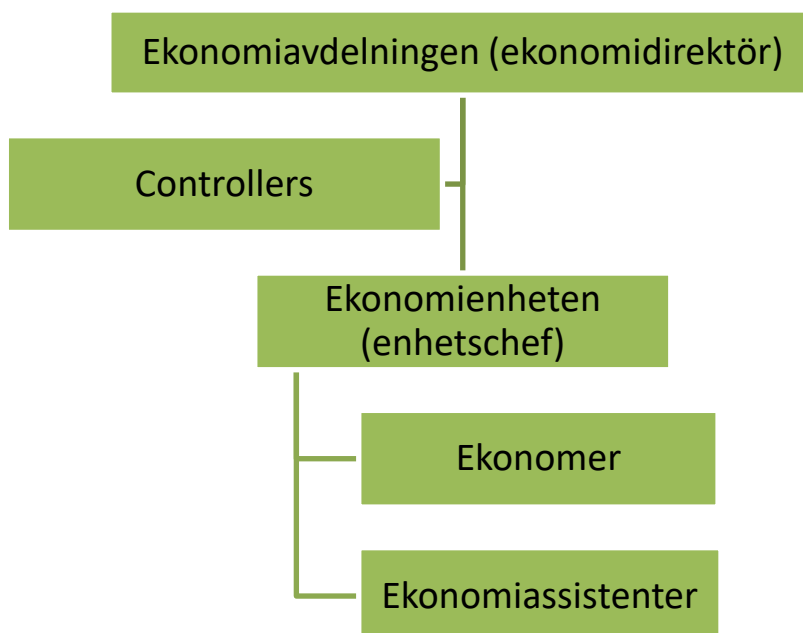 Ekonomiavdelningen (ekonomidirektör)
Controllers
Ekonomienheten
(enhetschef)
Ekonomer
Ekonomiassistenter